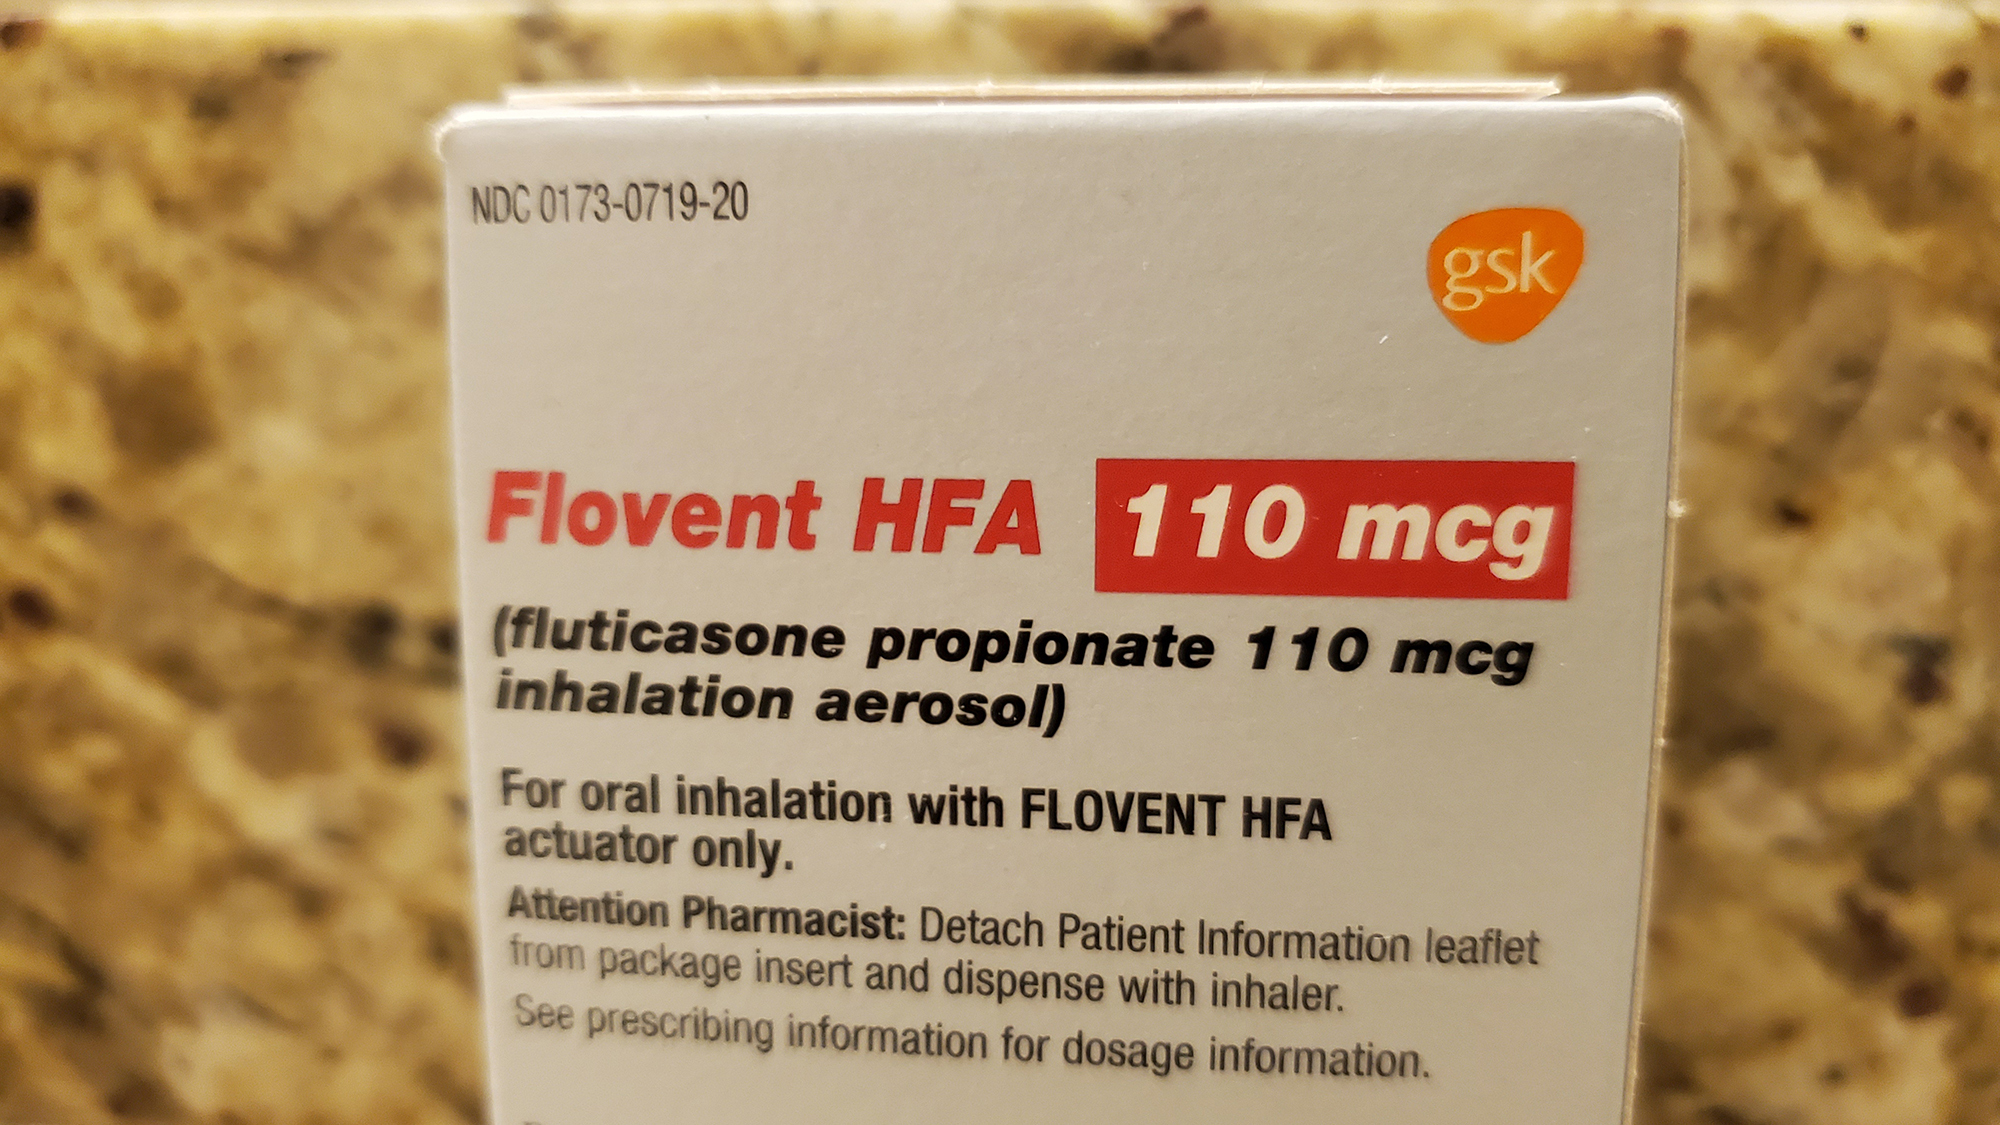 NDC 0173-0719-20
gsk
Flovent HFA 110 mcg
(fluticasone propionate 110 mcg
inhalation aerosol)
For oral inhalation with FLOVENT HFA
actuator only.
Attention Pharmacist: Detach Patient Information leaflet
from package insert and dispense with inhaler.
See prescribing information for dosage information.